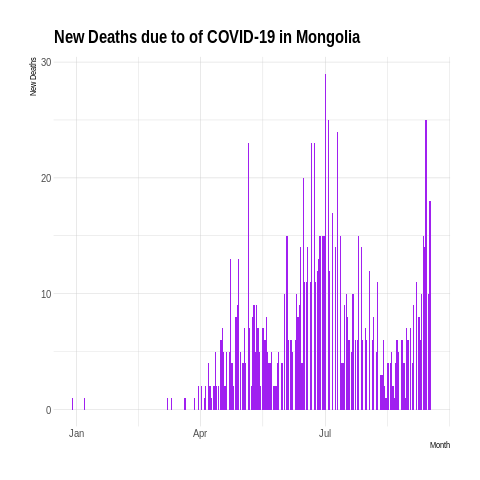 New Deaths due to of COVID-19 in Mongolia
New Deaths
30
20
10
0
Jan Apr Jul
Month